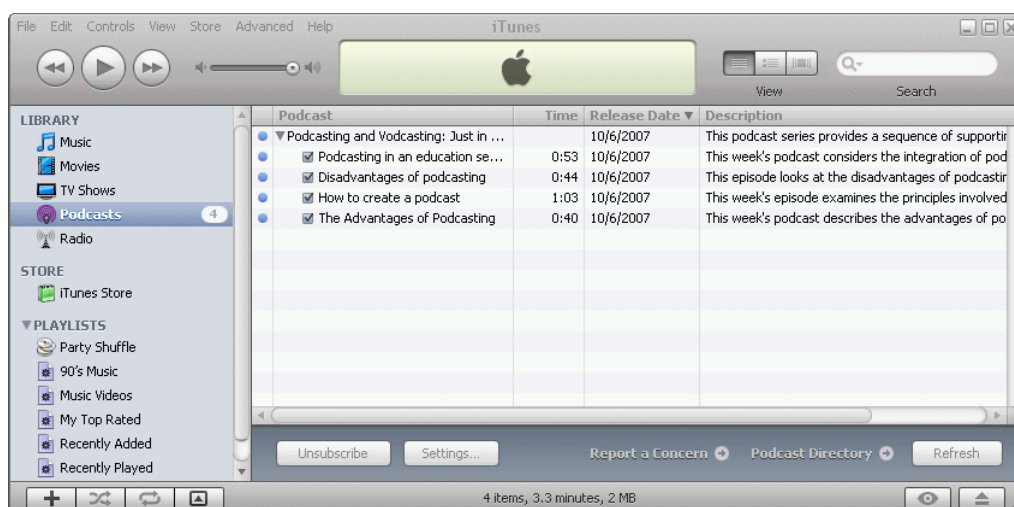 File Edit Controls View Store Advanced Help iTunes
View Search
LIBRARY
Music
Movies
TV Shows
Podcasts 4
Radio
STORE
iTunes Store
PLAYLISTS
Party Shuffle
90's Music
Music Videos
My Top Rated
Recently Added
Recently Played
Podcast Time Release Date Description
Podcasting and Vodcasting: Just in ... 10/6/2007 This podcast series provides a sequence of supportin
Podcasting in an education se... 0:53 10/6/2007 This week's podcast considers the integration of pod
Disadvantages of podcasting 0:44 10/6/2007 This episode looks at the disadvantages of podcastin
How to create a podcast 1:03 10/6/2007 This week's episode examines the principles involved
The Advantages of Podcasting 0:40 10/6/2007 This week's podcast describes the advantages of po
Unsubscribe Settings... Report a Concern Podcast Directory Refresh
4 items, 3.3 minutes, 2 MB